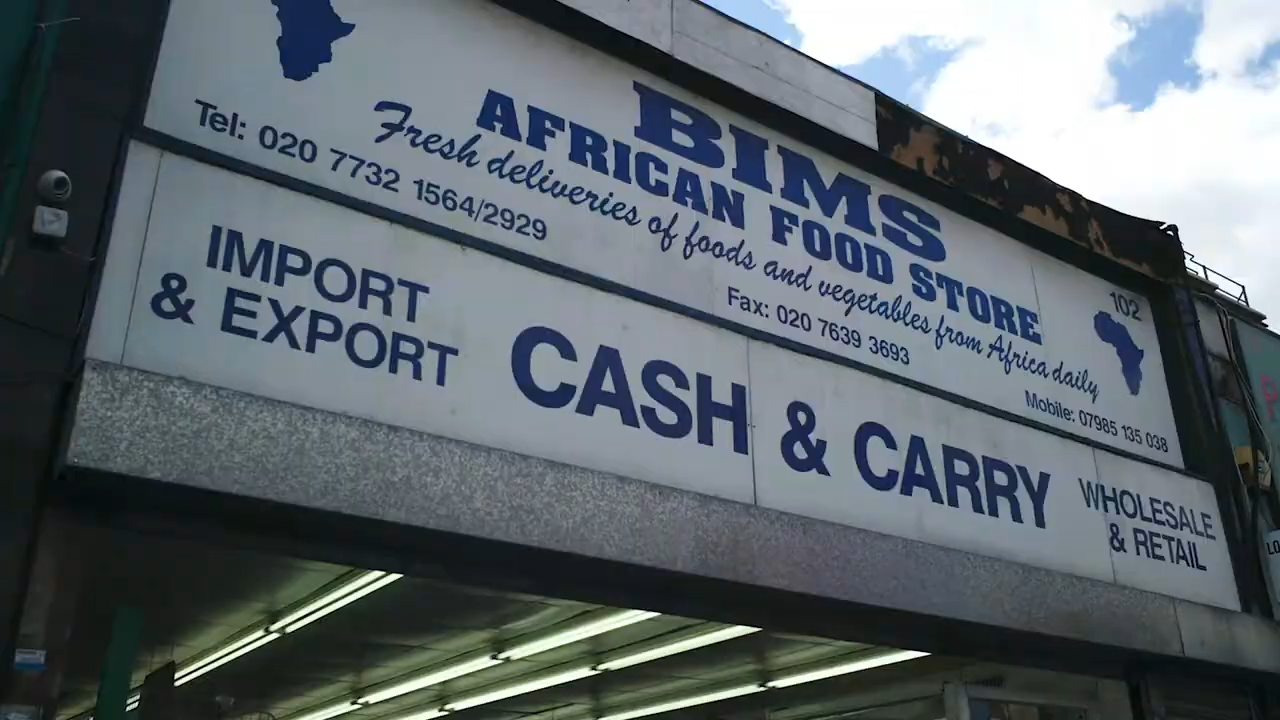 BIMS
AFRICAN FOOD STORE
Fresh deliveries of foods and vegetables from Africa daily
Tel: 020 7732 1564/2929
Fax: 020 7639 3693
102
Mobile: 07985 135 038
IMPORT
& EXPORT
CASH & CARRY
WHOLESALE
& RETAIL